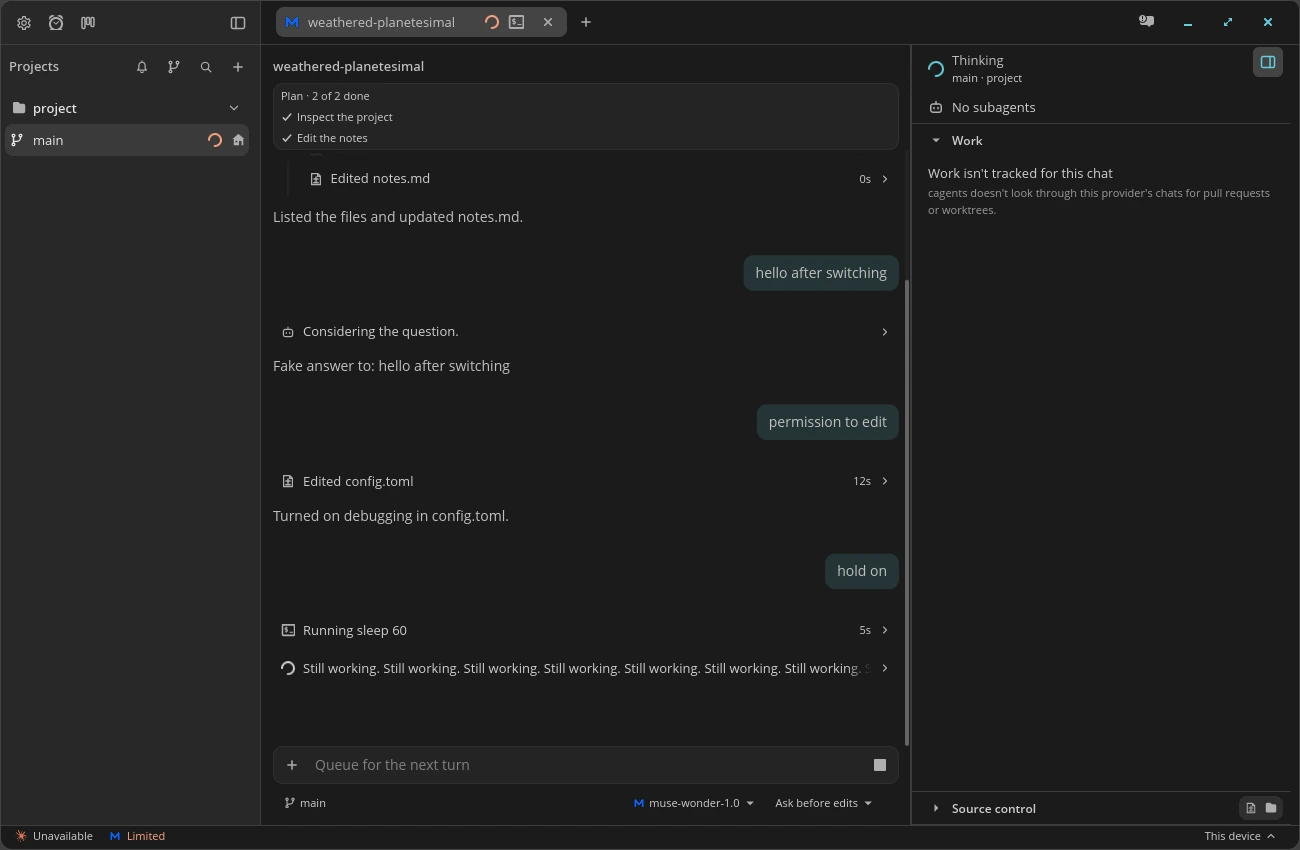 weathered-planetesimal
Projects
project
main
weathered-planetesimal
Plan · 2 of 2 done
Inspect the project
Edit the notes
Edited notes.md
0s
Listed the files and updated notes.md.
hello after switching
Considering the question.
Fake answer to: hello after switching
permission to edit
Edited config.toml
12s
Turned on debugging in config.toml.
hold on
Running sleep 60
5s
Still working. Still working. Still working. Still working. Still working. Still working. Still working.
Queue for the next turn
main
muse-wonder-1.0
Ask before edits
Thinking
main · project
No subagents
Work
Work isn't tracked for this chat
cagents doesn't look through this provider's chats for pull requests
or worktrees.
Source control
Unavailable
Limited
This device